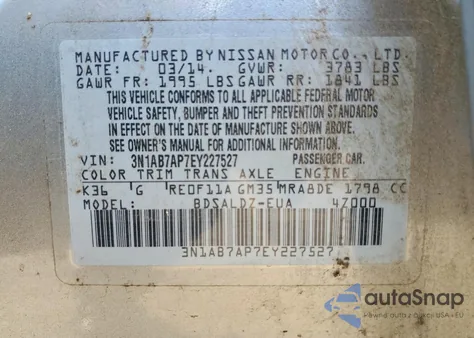 MANUFACTURED BY NISSAN MOTOR CO., LTD.
DATE: 03/14 GVWR: 3783 LBS
GAWR FR: 1995 LBS GAWR RR: 1841 LBS
THIS VEHICLE CONFORMS TO ALL APPLICABLE FEDERAL MOTOR
VEHICLE SAFETY, BUMPER AND THEFT PREVENTION STANDARDS
IN EFFECT ON THE DATE OF MANUFACTURE SHOWN ABOVE.
SEE OWNER'S MANUAL FOR ADDITIONAL INFORMATION.
VIN: 3N1AB7AP7EY227527 PASSENGER CAR.
COLOR TRIM TRANS AXLE ENGINE
K36 G RE0F11A GM35 MRA8DE 1798 CC
MODEL: BDSALDZ-EUA 4Z000
3N1AB7AP7EY227527
autoSnap